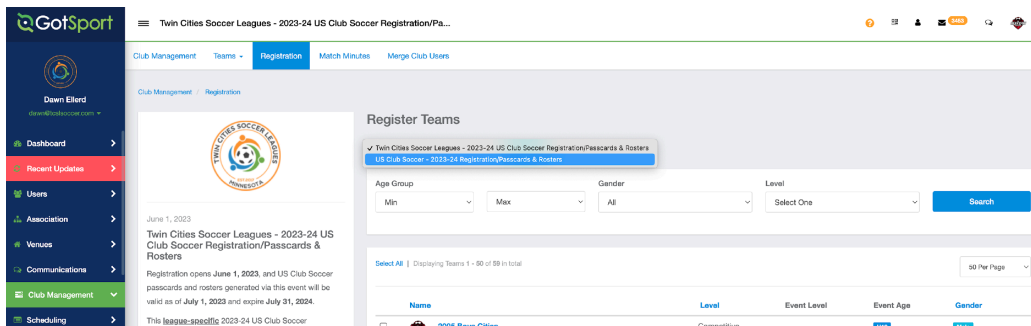 GotSport
Twin Cities Soccer Leagues - 2023-24 US Club Soccer Registration/Pa...
Club Management Teams Registration Match Minutes Merge Club Users
Club Management / Registration
Dawn Ellerd
dawn@tcslsoccer.com
Dashboard
Recent Updates
Users
Association
Venues
Communications
Club Management
Scheduling
TWIN CITIES SOCCER LEAGUES
MINNESOTA
June 1, 2023
Twin Cities Soccer Leagues - 2023-24 US
Club Soccer Registration/Passcards &
Rosters
Registration opens June 1, 2023, and US Club Soccer
passcards and rosters generated via this event will be
valid as of July 1, 2023 and expire July 31, 2024.
This league-specific 2023-24 US Club Soccer
Register Teams
✓ Twin Cities Soccer Leagues - 2023-24 US Club Soccer Registration/Passcards & Rosters
US Club Soccer - 2023-24 Registration/Passcards & Rosters
Age Group Gender Level
Min Max All Select One Search
Select All | Displaying Teams 1 - 50 of 59 in total
50 Per Page
Name Level Event Level Event Age Gender
2005 Boys Cities Competitive